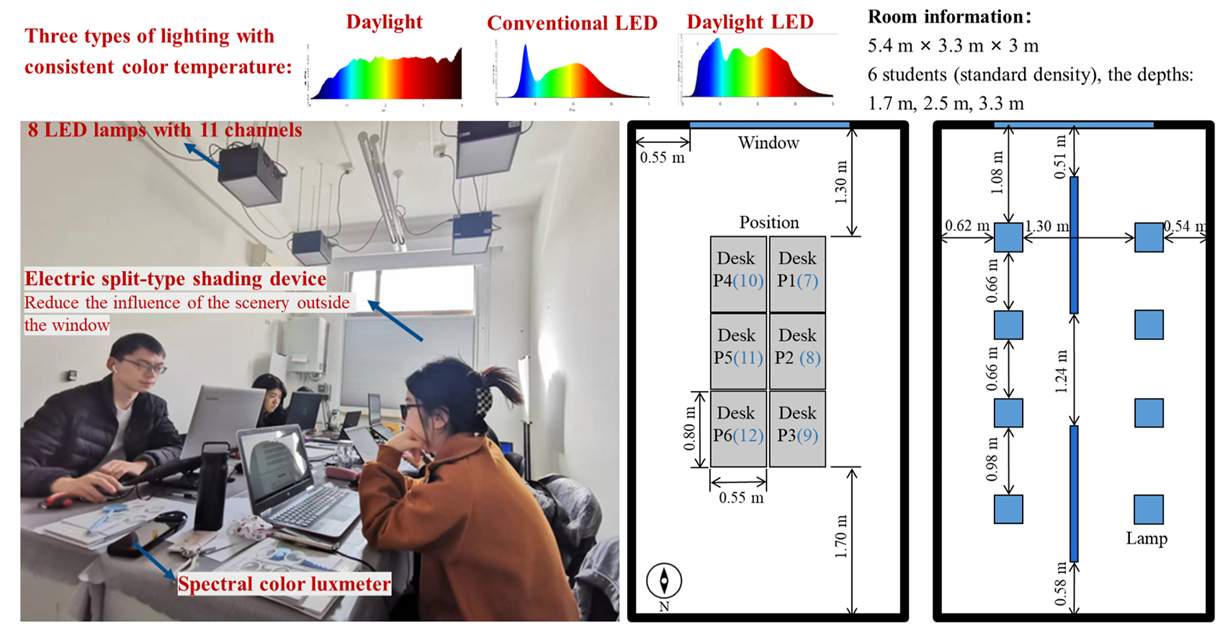 Three types of lighting with
consistent color temperature:
Daylight
Conventional LED
Daylight LED
Room information:
5.4 m × 3.3 m × 3 m
6 students (standard density), the depths:
1.7 m, 2.5 m, 3.3 m
8 LED lamps with 11 channels
Electric split-type shading device
Reduce the influence of the scenery outside
the window
Spectral color luxmeter
0.55 m
Window
1.30 m
Position
Desk
P4(10)
Desk
P1(7)
Desk
P5(11)
Desk
P2 (8)
Desk
P6(12)
Desk
P3(9)
0.80 m
0.55 m
1.70 m
N
1.08 m
0.51 m
0.62 m
1.30 m
0.54 m
0.66 m
0.66 m
1.24 m
0.98 m
Lamp
0.58 m